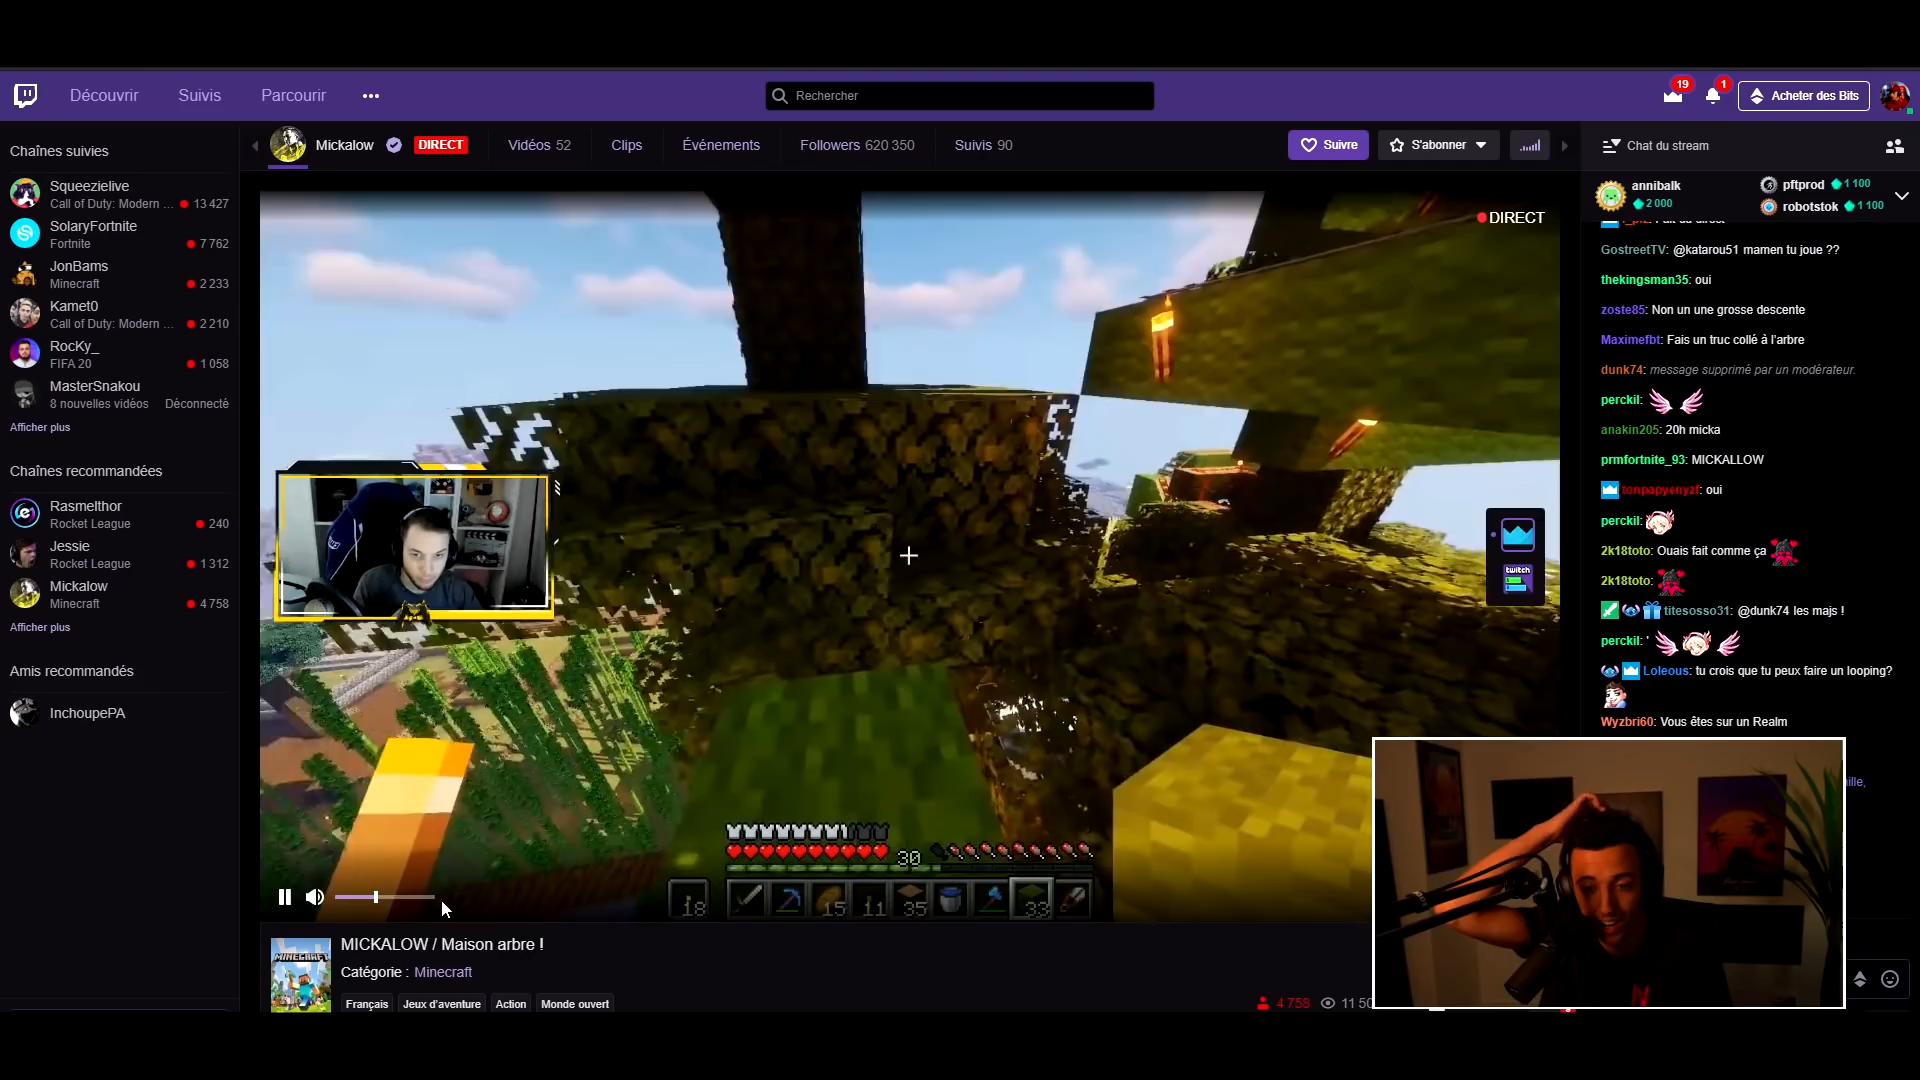 Découvrir
Suivis
Parcourir
Rechercher
19
1
Acheter des Bits
Chaînes suivies
Squeezielive
Call of Duty: Modern ...
13 427
SolaryFortnite
Fortnite
7 762
JonBams
Minecraft
2 233
Kamet0
Call of Duty: Modern ...
2 210
RocKy_
FIFA 20
1 058
MasterSnakou
8 nouvelles vidéos
Déconnecté
Afficher plus
Chaînes recommandées
Rasmelthor
Rocket League
240
Jessie
Rocket League
1 312
Mickalow
Minecraft
4 758
Afficher plus
Amis recommandés
InchoupePA
Mickalow
DIRECT
Vidéos 52
Clips
Événements
Followers 620 350
Suivis 90
Suivre
S'abonner
DIRECT
twitch
30
18
15
11
35
33
MICKALOW / Maison arbre !
Catégorie : Minecraft
MINECRAFT
Français
Jeux d'aventure
Action
Monde ouvert
4 758
11 50
Chat du stream
annibalk
2 000
pftprod 1 100
robotstok 1 100
GostreetTV: @katarou51 mamen tu joue ??
thekingsman35: oui
zoste85: Non un une grosse descente
Maximefbt: Fais un truc collé à l'arbre
dunk74: message supprimé par un modérateur.
perckil:
anakin205: 20h micka
prmfortnite_93: MICKALLOW
tonpapyenyzf: oui
perckil:
2k18toto: Ouais fait comme ça
2k18toto:
titesosso31: @dunk74 les majs !
perckil: '
Loleous: tu crois que tu peux faire un looping?
Wyzbri60: Vous êtes sur un Realm
ille,